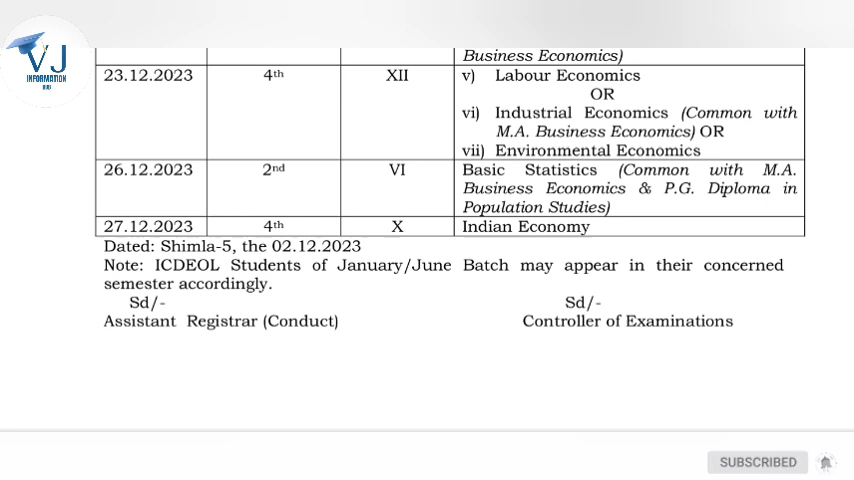 VJ
INFORMATION
HUB
Business Economics)
23.12.2023 4th XII v) Labour Economics
OR
vi) Industrial Economics (Common with
M.A. Business Economics) OR
vii) Environmental Economics
26.12.2023 2nd VI Basic Statistics (Common with M.A.
Business Economics & P.G. Diploma in
Population Studies)
27.12.2023 4th X Indian Economy
Dated: Shimla-5, the 02.12.2023
Note: ICDEOL Students of January/June Batch may appear in their concerned
semester accordingly.
Sd/- Sd/-
Assistant Registrar (Conduct) Controller of Examinations
SUBSCRIBED